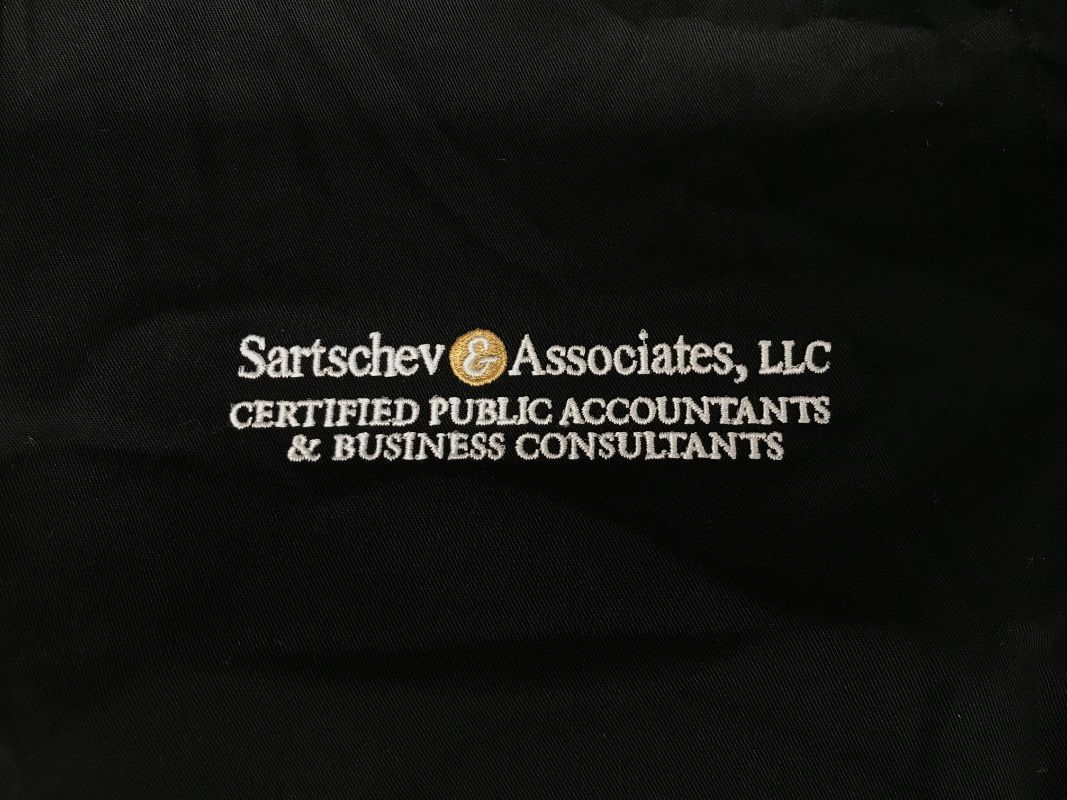 Sartschev & Associates, LLC
CERTIFIED PUBLIC ACCOUNTANTS
& BUSINESS CONSULTANTS